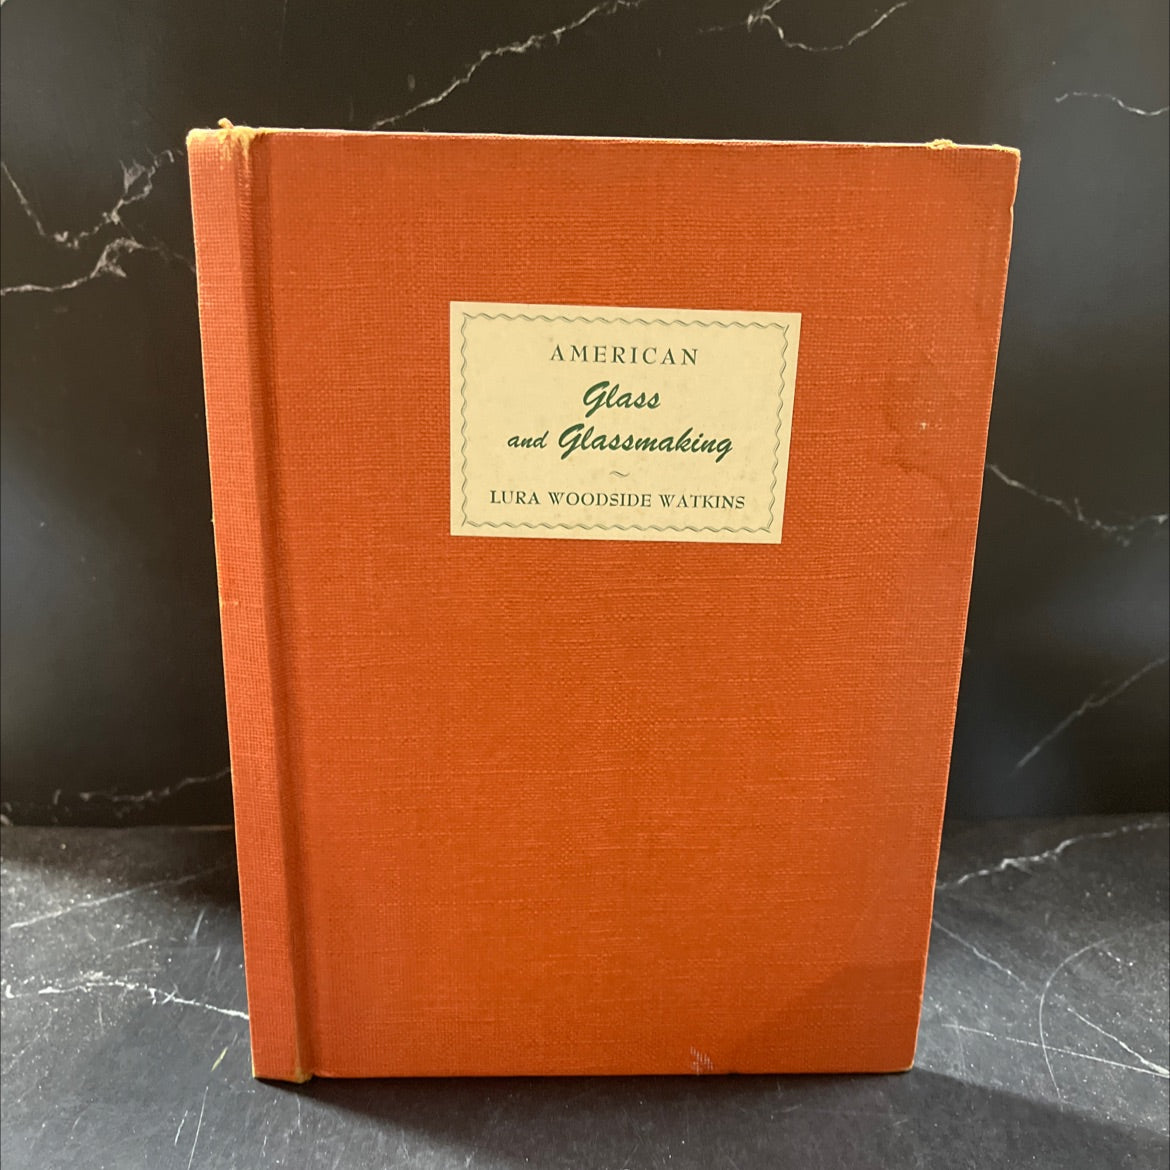 AMERICAN
Glass
and Glassmaking
~
LURA WOODSIDE WATKINS